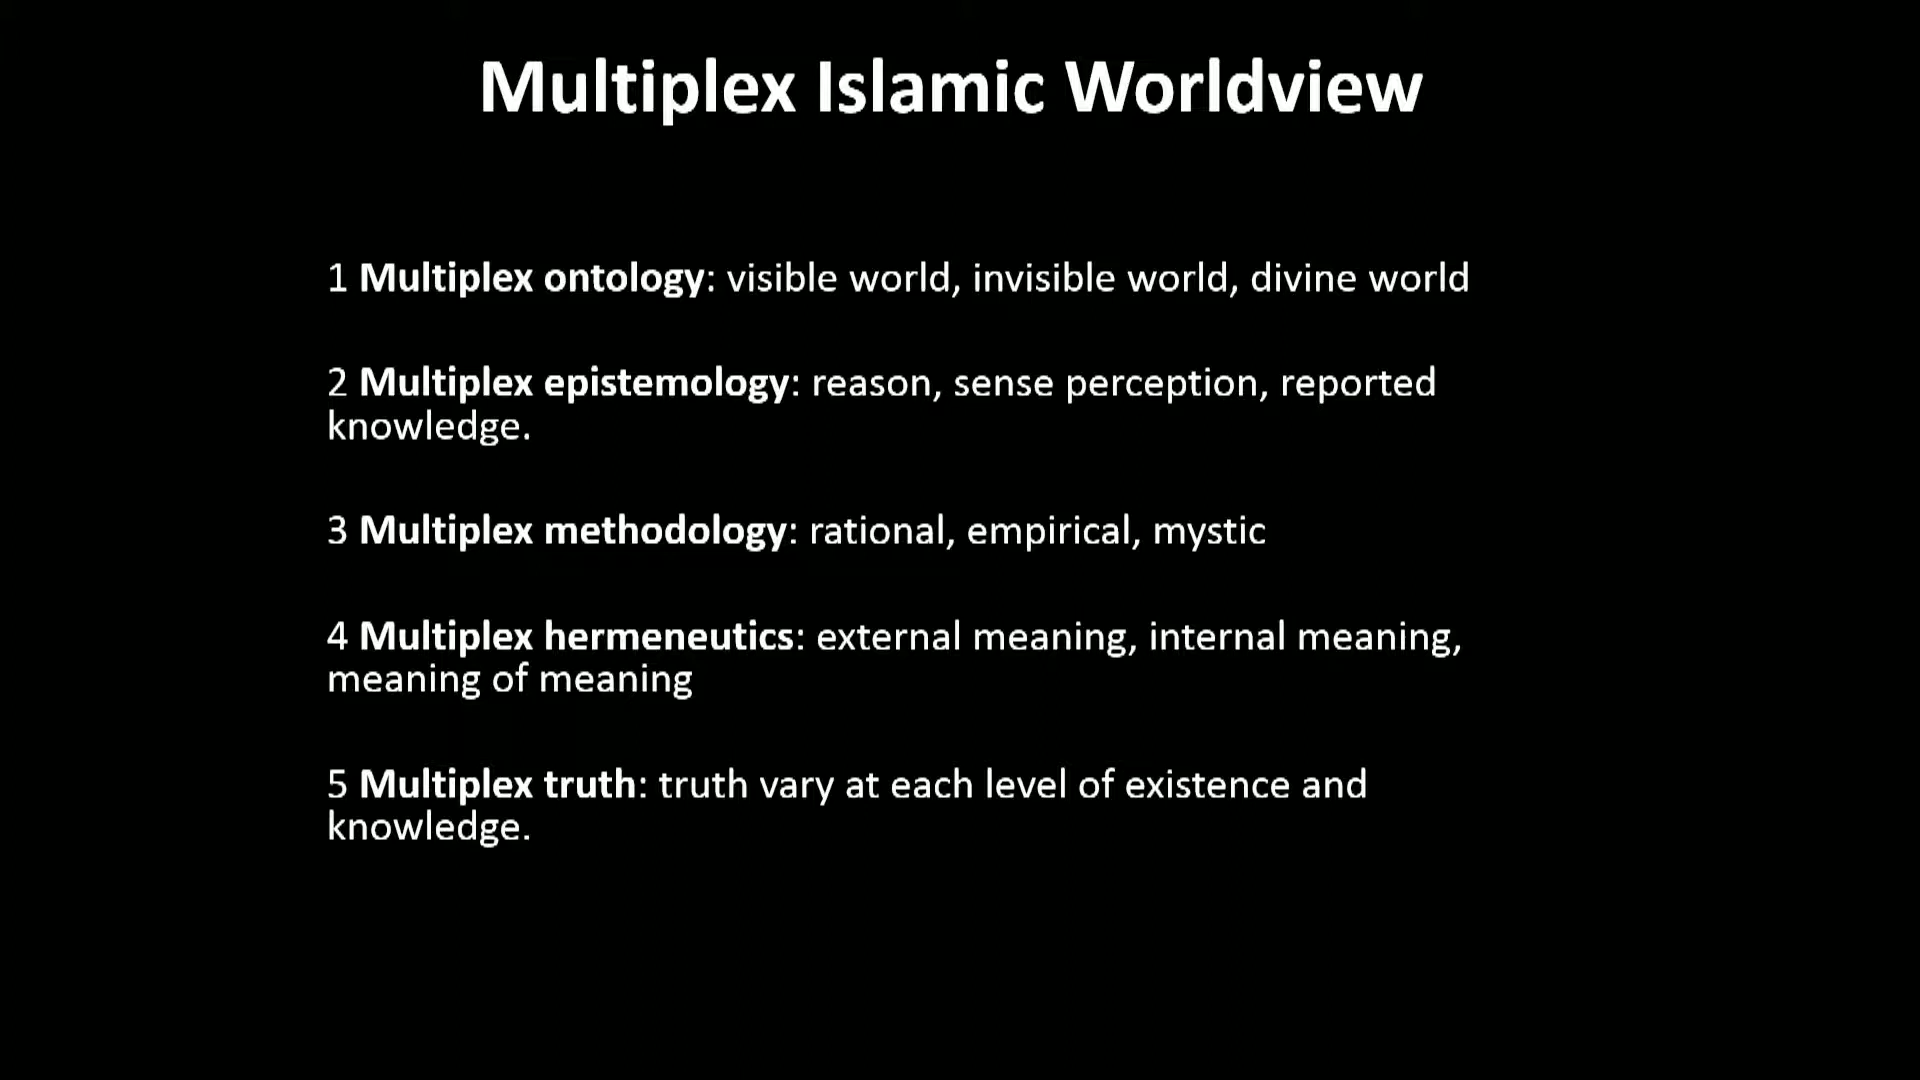 Multiplex Islamic Worldview
1 Multiplex ontology: visible world, invisible world, divine world
2 Multiplex epistemology: reason, sense perception, reported
knowledge.
3 Multiplex methodology: rational, empirical, mystic
4 Multiplex hermeneutics: external meaning, internal meaning,
meaning of meaning
5 Multiplex truth: truth vary at each level of existence and
knowledge.